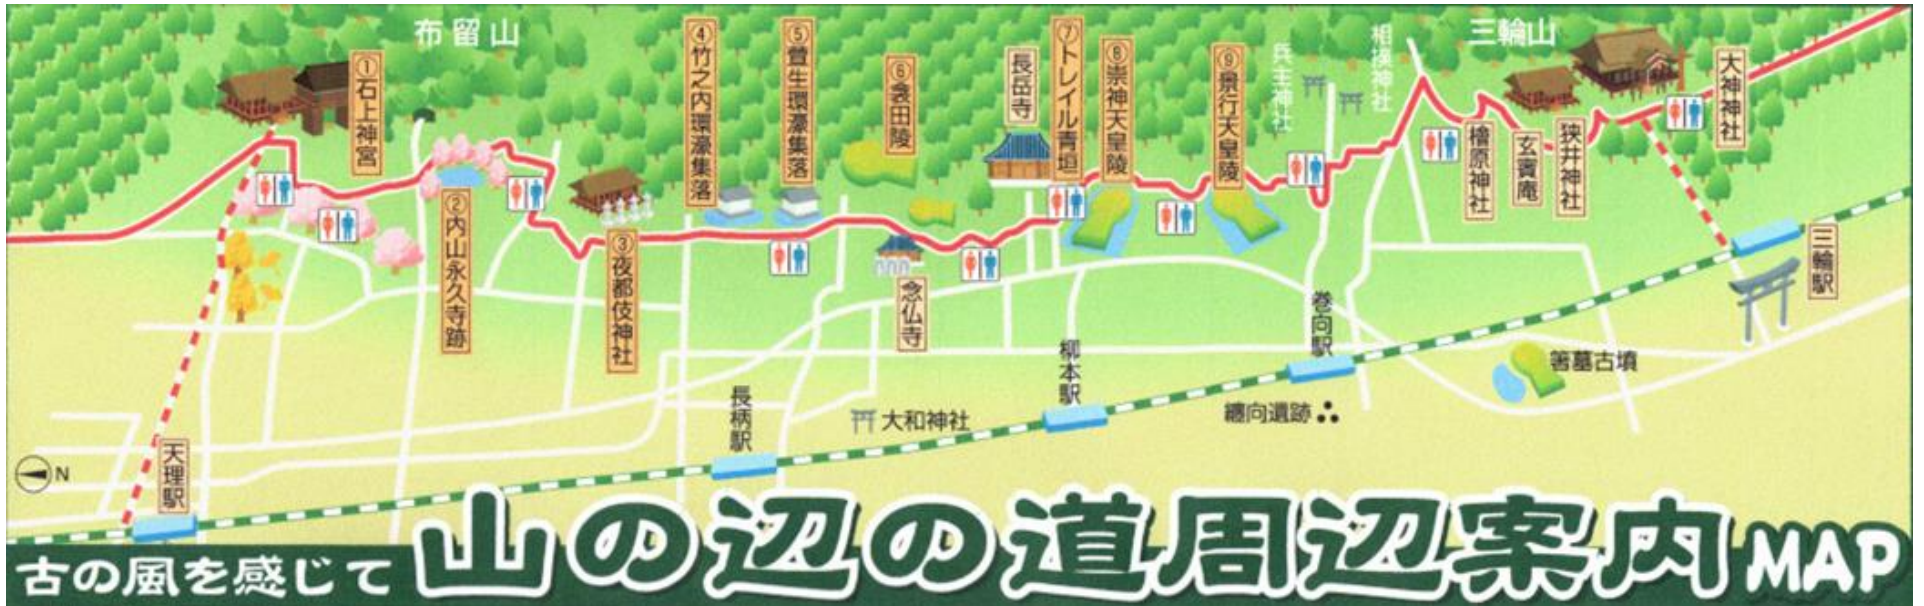 布留山
三輪山
①石上神宮
②内山永久寺跡
③夜都伎神社
④竹之内環濠集落
⑤萱生環濠集落
⑥衾田陵
念仏寺
長岳寺
⑦トレイル青垣
⑧崇神天皇陵
⑨景行天皇陵
兵主神社
相撲神社
檜原神社
玄賓庵
狭井神社
大神神社
三輪駅
箸墓古墳
巻向駅
纏向遺跡
柳本駅
大和神社
長柄駅
天理駅
N
古の風を感じて
山の辺の道周辺案内MAP